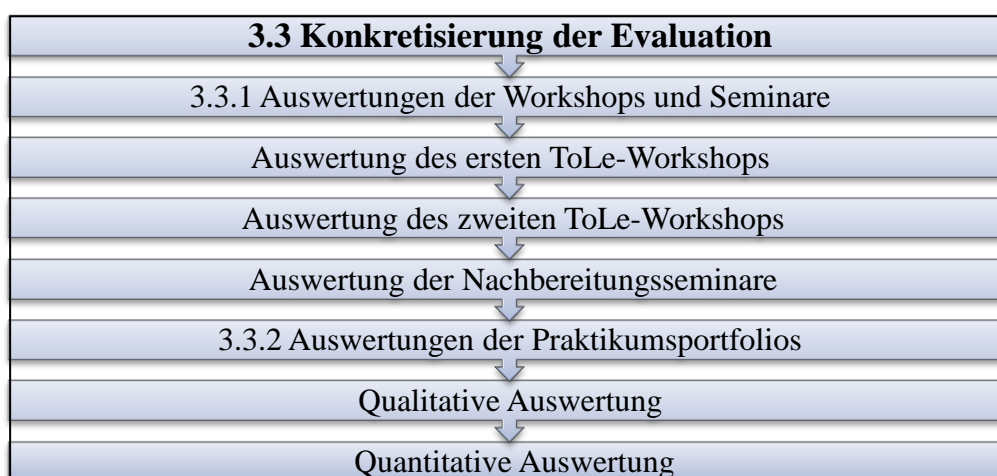 3.3 Konkretisierung der Evaluation
3.3.1 Auswertungen der Workshops und Seminare
Auswertung des ersten ToLe-Workshops
Auswertung des zweiten ToLe-Workshops
Auswertung der Nachbereitungsseminare
3.3.2 Auswertungen der Praktikumsportfolios
Qualitative Auswertung
Quantitative Auswertung